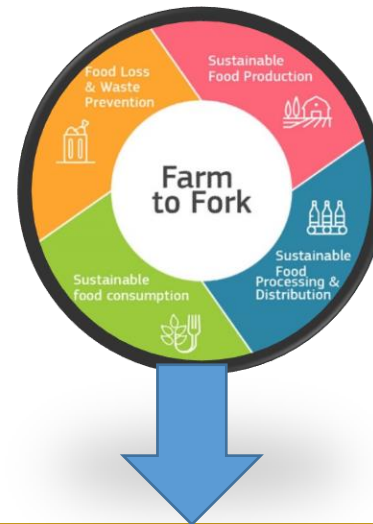 Food Loss
& Waste
Prevention
Sustainable
Food Production
Farm
to Fork
Sustainable
Food
Processing &
Distribution
Sustainable
food consumption